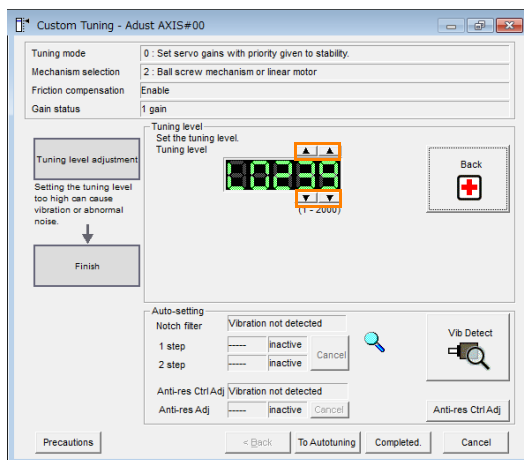 Custom Tuning - Adust AXIS#00
Tuning mode 0 : Set servo gains with priority given to stability.
Mechanism selection 2 : Ball screw mechanism or linear motor
Friction compensation Enable
Gain status 1 gain
Tuning level adjustment
Setting the tuning level
too high can cause
vibration or abnormal
noise.
Finish
Tuning level
Set the tuning level.
Tuning level
L0239
(1 - 2000)
Back
Auto-setting
Notch filter Vibration not detected
1 step ----- inactive
2 step ----- inactive
Cancel
Anti-res Ctrl Adj Vibration not detected
Anti-res Adj ----- inactive Cancel
Vib Detect
Anti-res Ctrl Adj
Precautions < Back To Autotuning Completed. Cancel